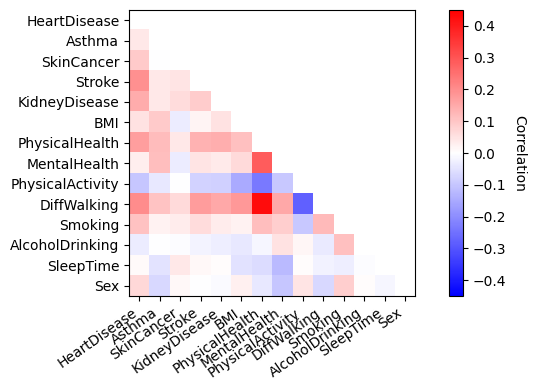 HeartDisease
Asthma
SkinCancer
Stroke
KidneyDisease
BMI
PhysicalHealth
MentalHealth
PhysicalActivity
DiffWalking
Smoking
AlcoholDrinking
SleepTime
Sex
HeartDisease
Asthma
SkinCancer
Stroke
KidneyDisease
BMI
PhysicalHealth
MentalHealth
PhysicalActivity
DiffWalking
Smoking
AlcoholDrinking
SleepTime
Sex
0.4
0.3
0.2
0.1
0.0
−0.1
−0.2
−0.3
−0.4
Correlation